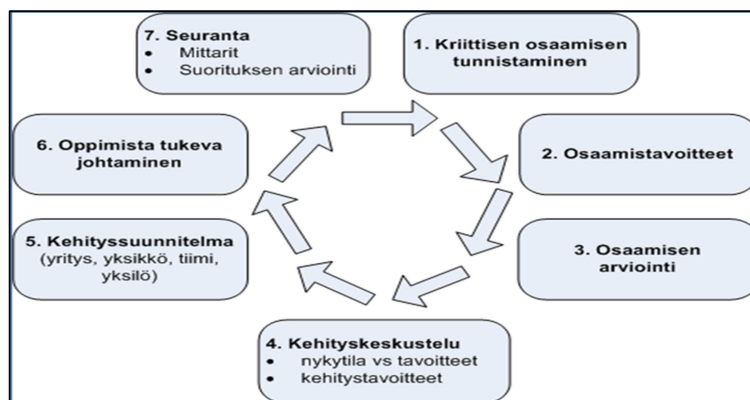 1. Kriittisen osaamisen
tunnistaminen
2. Osaamistavoitteet
3. Osaamisen
arviointi
4. Kehityskeskustelu
• nykytila vs tavoitteet
• kehitystavoitteet
5. Kehityssuunnitelma
(yritys, yksikkö, tiimi,
yksilö)
6. Oppimista tukeva
johtaminen
7. Seuranta
• Mittarit
• Suorituksen arviointi